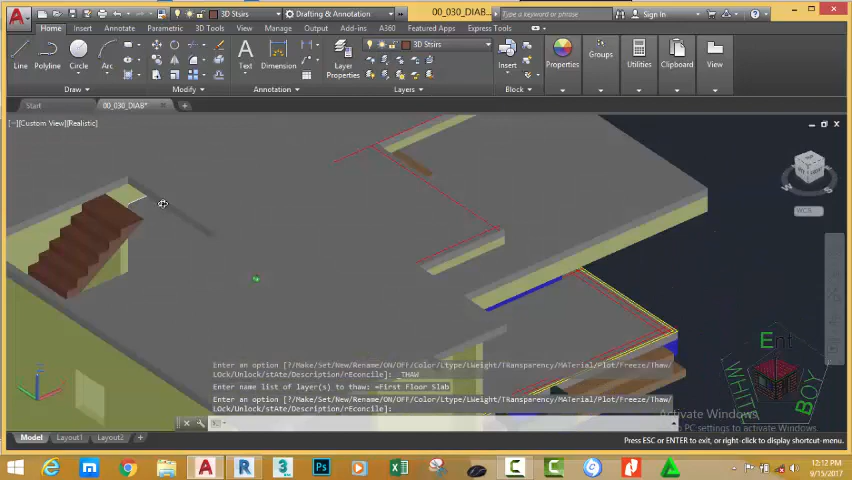 3D Stsirs
Drafting & Annotation
00_030_DIAB...
Type a keyword or phrase
Sign In
Home Insert Annotate Parametric 3D Tools View Manage Output Add-ins A360 Featured Apps Express Tools
3D Stsirs
Line Polyline Circle Arc Text Dimension Layer Properties Insert Properties Groups Utilities Clipboard View
Draw Modify Annotation Layers Block
Start 00_030_DIAB*
[−][Custom View][Realistic]
WCS
Z
Enter an option [?/Make/Set/New/Rename/ON/OFF/Color/Ltype/LWeight/TRansparency/MATerial/Plot/Freeze/Thaw/
LOck/Unlock/stAte/Description/rEconcile]: _THAW
Enter name list of layer(s) to thaw: =First Floor Slab
Enter an option [?/Make/Set/New/Rename/ON/OFF/Color/Ltype/LWeight/TRansparency/MATerial/Plot/Freeze/Thaw/
LOck/Unlock/stAte/Description/rEconcile]:
Ent
WHITE BOY
Activate Windows
PC settings to activate Windows.
Model Layout1 Layout2
Press ESC or ENTER to exit, or right-click to display shortcut-menu.
12:12 PM
9/15/2017